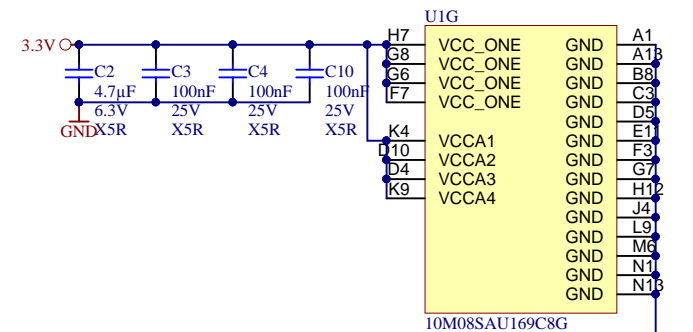 U1G
3.3V
C2
4.7µF
6.3V
X5R
GND
C3
100nF
25V
X5R
C4
100nF
25V
X5R
C10
100nF
25V
X5R
H7 VCC_ONE GND A1
G8 VCC_ONE GND A13
G6 VCC_ONE GND B8
F7 VCC_ONE GND C3
GND D5
K4 VCCA1 GND E11
D10 VCCA2 GND F3
D4 VCCA3 GND G7
K9 VCCA4 GND H12
GND J4
GND L9
GND M6
GND N1
GND N13
10M08SAU169C8G